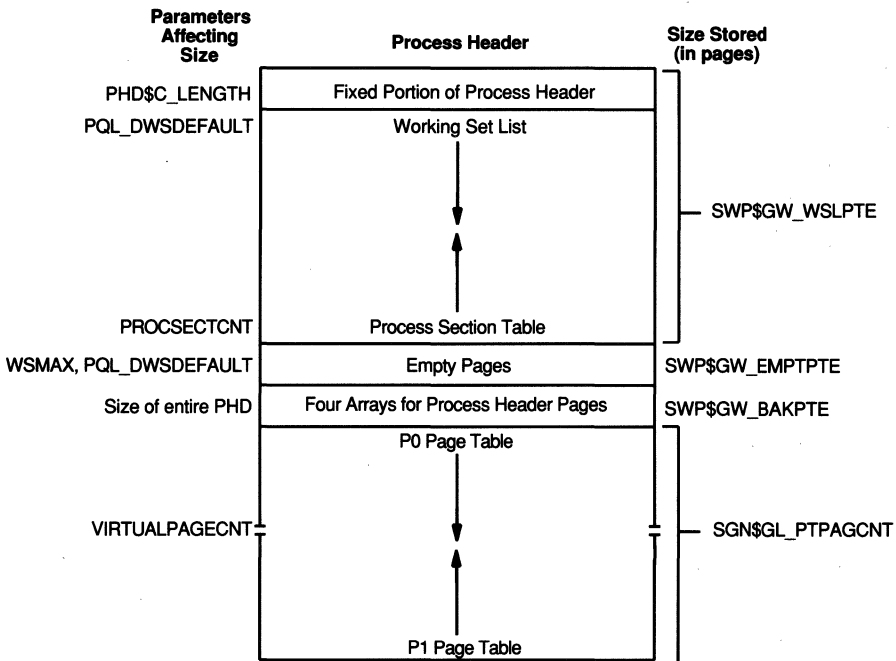 Parameters
Affecting
Size
Process Header
Size Stored
(in pages)
PHD$C_LENGTH
Fixed Portion of Process Header
PQL_DWSDEFAULT
Working Set List
SWP$GW_WSLPTE
PROCSECTCNT
Process Section Table
WSMAX, PQL_DWSDEFAULT
Empty Pages
SWP$GW_EMPTPTE
Size of entire PHD
Four Arrays for Process Header Pages
SWP$GW_BAKPTE
P0 Page Table
VIRTUALPAGECNT
SGN$GL_PTPAGCNT
P1 Page Table